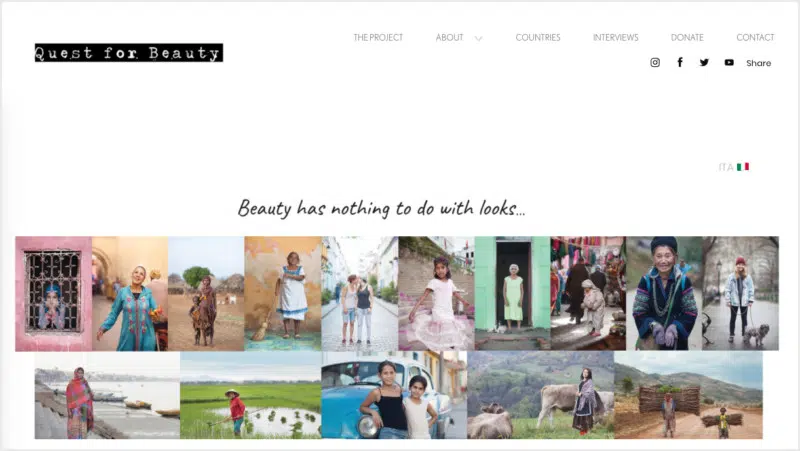 Quest for Beauty
THE PROJECT ABOUT COUNTRIES INTERVIEWS DONATE CONTACT
Share
ITA
Beauty has nothing to do with looks...